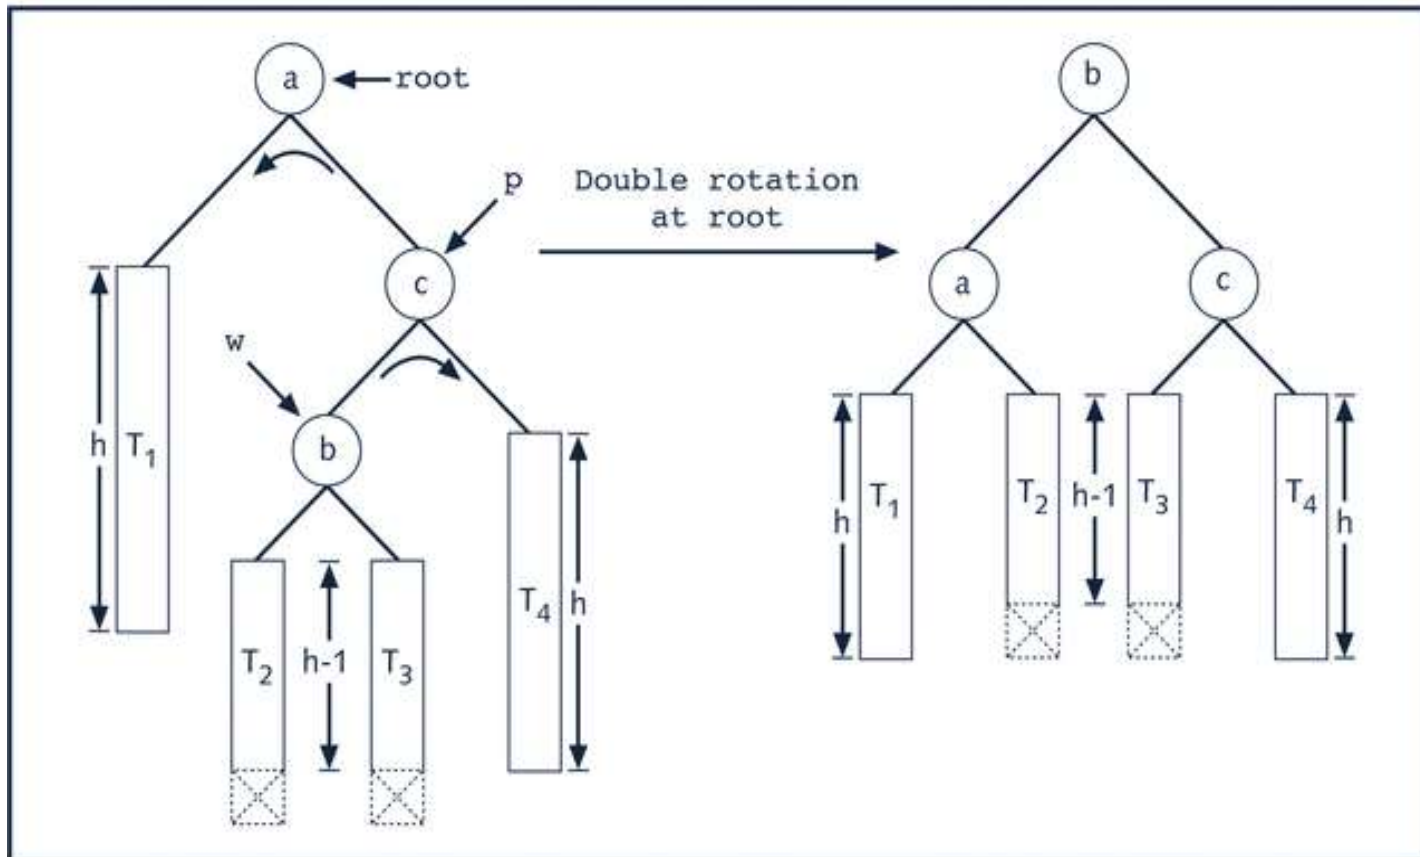 a
root
b
p
Double rotation
at root
c
a
c
w
b
h
T₁
T₄
h
T₂
h-1
T₃
h
T₁
T₂
h-1
T₃
T₄
h